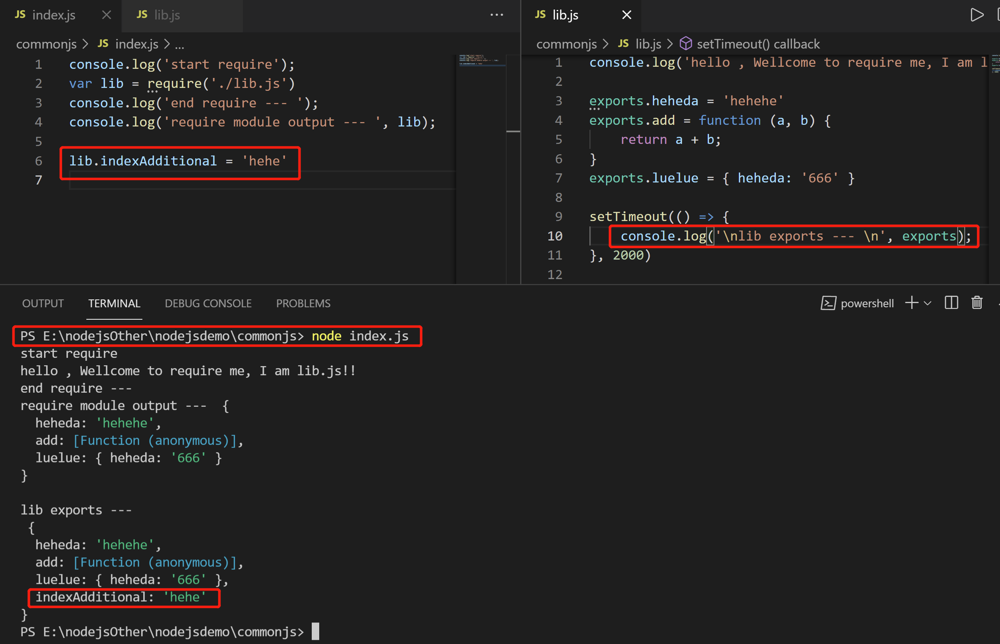 JS index.js
JS lib.js
commonjs > JS index.js > ...
1 console.log('start require');
2 var lib = require('./lib.js')
3 console.log('end require --- ');
4 console.log('require module output --- ', lib);
5
6 lib.indexAdditional = 'hehe'
7
JS lib.js
commonjs > JS lib.js > setTimeout() callback
1 console.log('hello , Wellcome to require me, I am l
2
3 exports.heheda = 'hehehe'
4 exports.add = function (a, b) {
5 return a + b;
6 }
7 exports.luelue = { heheda: '666' }
8
9 setTimeout(() => {
10 console.log('\nlib exports --- \n', exports);
11 }, 2000)
12
OUTPUT TERMINAL DEBUG CONSOLE PROBLEMS powershell
PS E:\nodejsOther\nodejsdemo\commonjs> node index.js
start require
hello , Wellcome to require me, I am lib.js!!
end require ---
require module output ---  {
heheda: 'hehehe',
add: [Function (anonymous)],
luelue: { heheda: '666' }
}
lib exports ---
{
heheda: 'hehehe',
add: [Function (anonymous)],
luelue: { heheda: '666' },
indexAdditional: 'hehe'
}
PS E:\nodejsOther\nodejsdemo\commonjs>